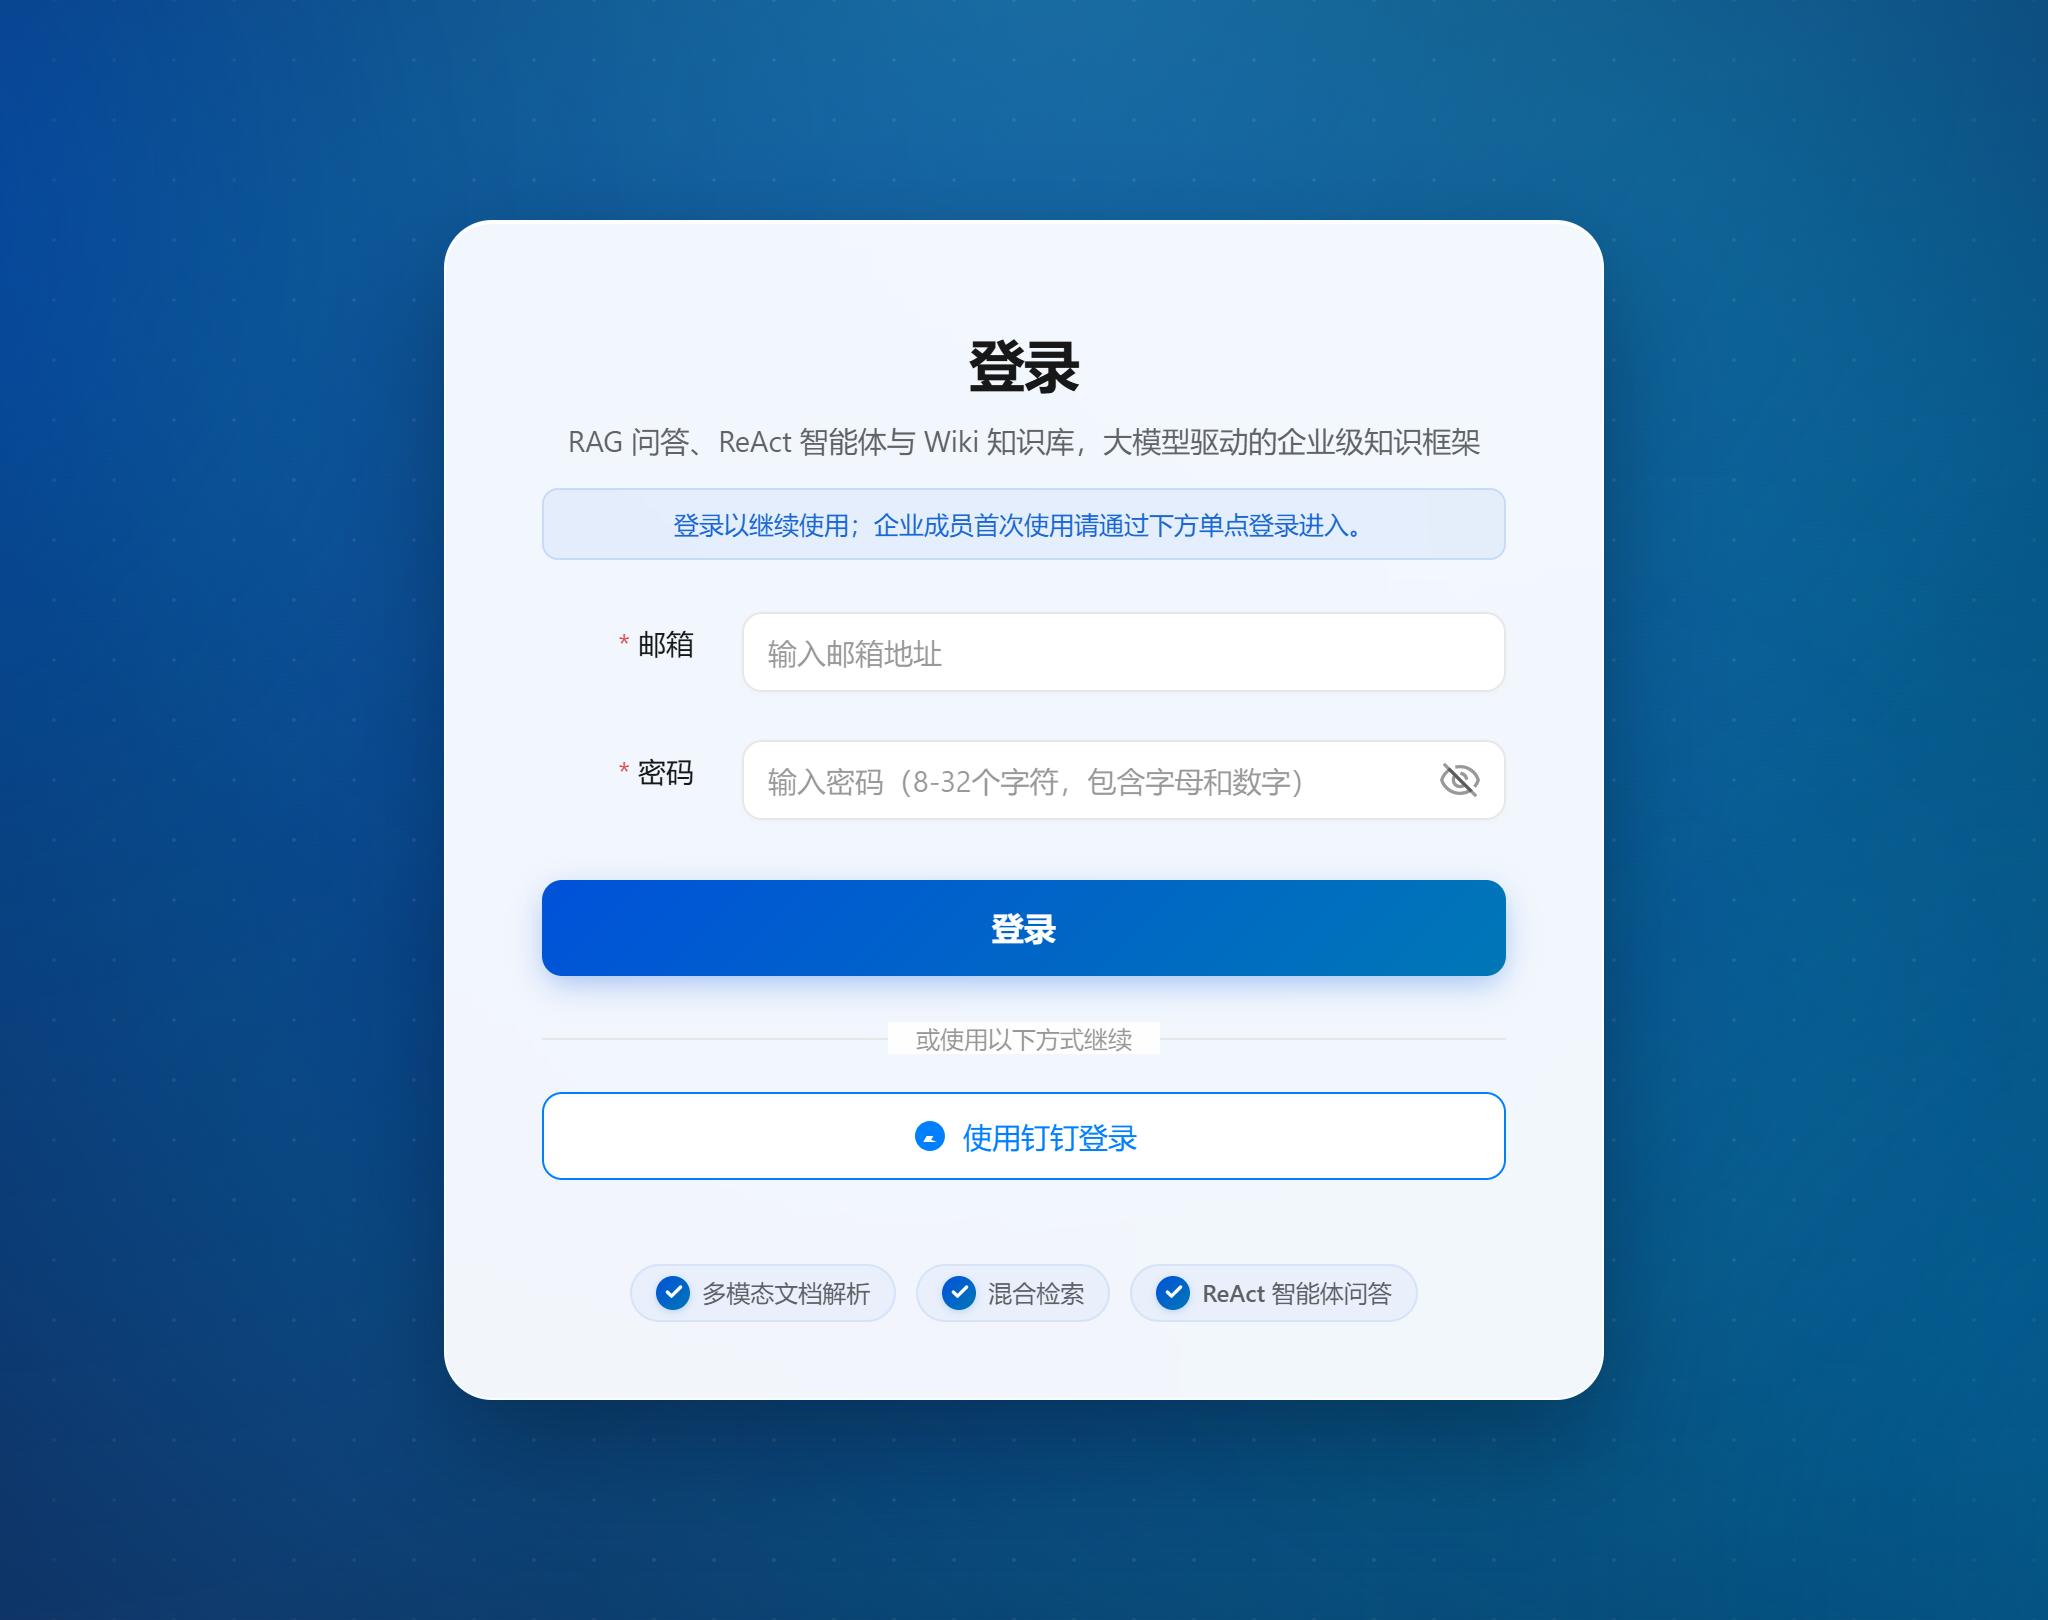 登录
RAG 问答、ReAct 智能体与 Wiki 知识库，大模型驱动的企业级知识框架
登录以继续使用；企业成员首次使用请通过下方单点登录进入。
* 邮箱
输入邮箱地址
* 密码
输入密码（8-32个字符，包含字母和数字）
登录
或使用以下方式继续
使用钉钉登录
多模态文档解析
混合检索
ReAct 智能体问答